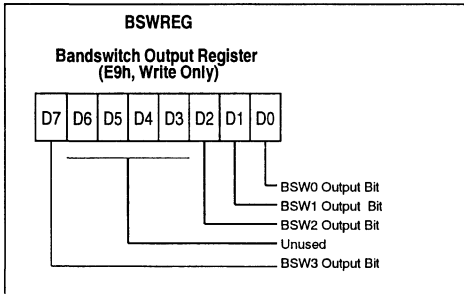 BSWREG
Bandswitch Output Register
(E9h, Write Only)
D7 D6 D5 D4 D3 D2 D1 D0
BSW0 Output Bit
BSW1 Output Bit
BSW2 Output Bit
Unused
BSW3 Output Bit